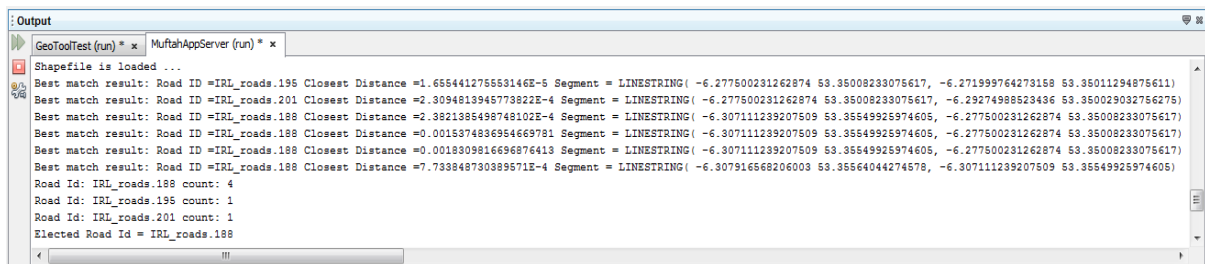 Output
GeoToolTest (run) * x MuftahAppServer (run) * x
Shapefile is loaded ...
Best match result: Road ID =IRL_roads.195 Closest Distance =1.655441275553146E-5 Segment = LINESTRING( -6.277500231262874 53.35008233075617, -6.271999764273158 53.35011294875611)
Best match result: Road ID =IRL_roads.201 Closest Distance =2.3094813945773822E-4 Segment = LINESTRING( -6.277500231262874 53.35008233075617, -6.29274988523436 53.350029032756275)
Best match result: Road ID =IRL_roads.188 Closest Distance =2.3821385498748102E-4 Segment = LINESTRING( -6.307111239207509 53.35549925974605, -6.277500231262874 53.35008233075617)
Best match result: Road ID =IRL_roads.188 Closest Distance =0.0015374836954669781 Segment = LINESTRING( -6.307111239207509 53.35549925974605, -6.277500231262874 53.35008233075617)
Best match result: Road ID =IRL_roads.188 Closest Distance =0.0018309816696876413 Segment = LINESTRING( -6.307111239207509 53.35549925974605, -6.277500231262874 53.35008233075617)
Best match result: Road ID =IRL_roads.188 Closest Distance =7.733848730389571E-4 Segment = LINESTRING( -6.307916568206003 53.35564044274578, -6.307111239207509 53.35549925974605)
Road Id: IRL_roads.188 count: 4
Road Id: IRL_roads.195 count: 1
Road Id: IRL_roads.201 count: 1
Elected Road Id = IRL_roads.188